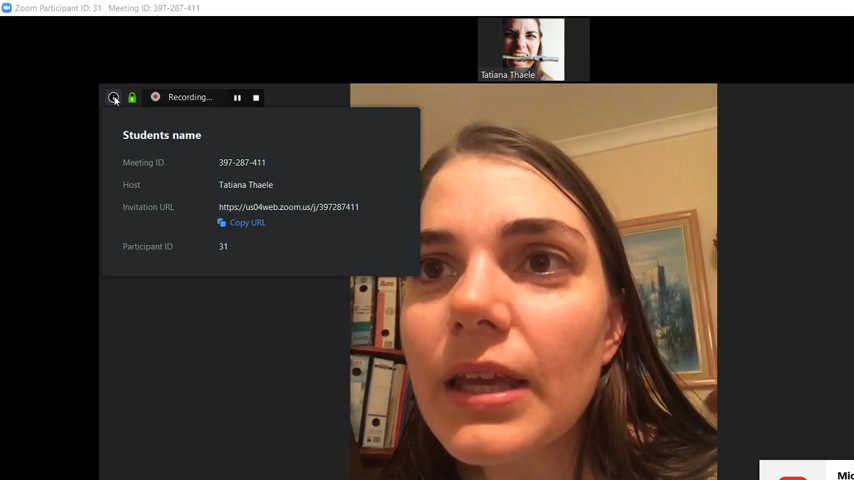 Zoom Participant ID: 31 Meeting ID: 397-287-411
Tatiana Thaele
Recording...
Students name
Meeting ID 397-287-411
Host Tatiana Thaele
Invitation URL https://us04web.zoom.us/j/397287411
Copy URL
Participant ID 31
Mic